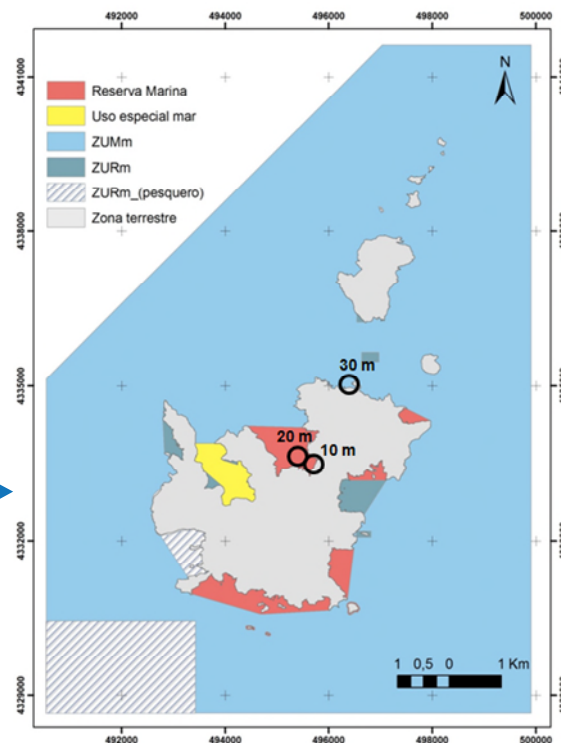 492000 494000 496000 498000 500000
4341000
N
Reserva Marina
Uso especial mar
ZUMm
ZURm
ZURm_(pesquero)
Zona terrestre
4338000
30 m
4335000
20 m
10 m
4332000
1 0,5 0 1 Km
4329000
492000 494000 496000 498000 500000